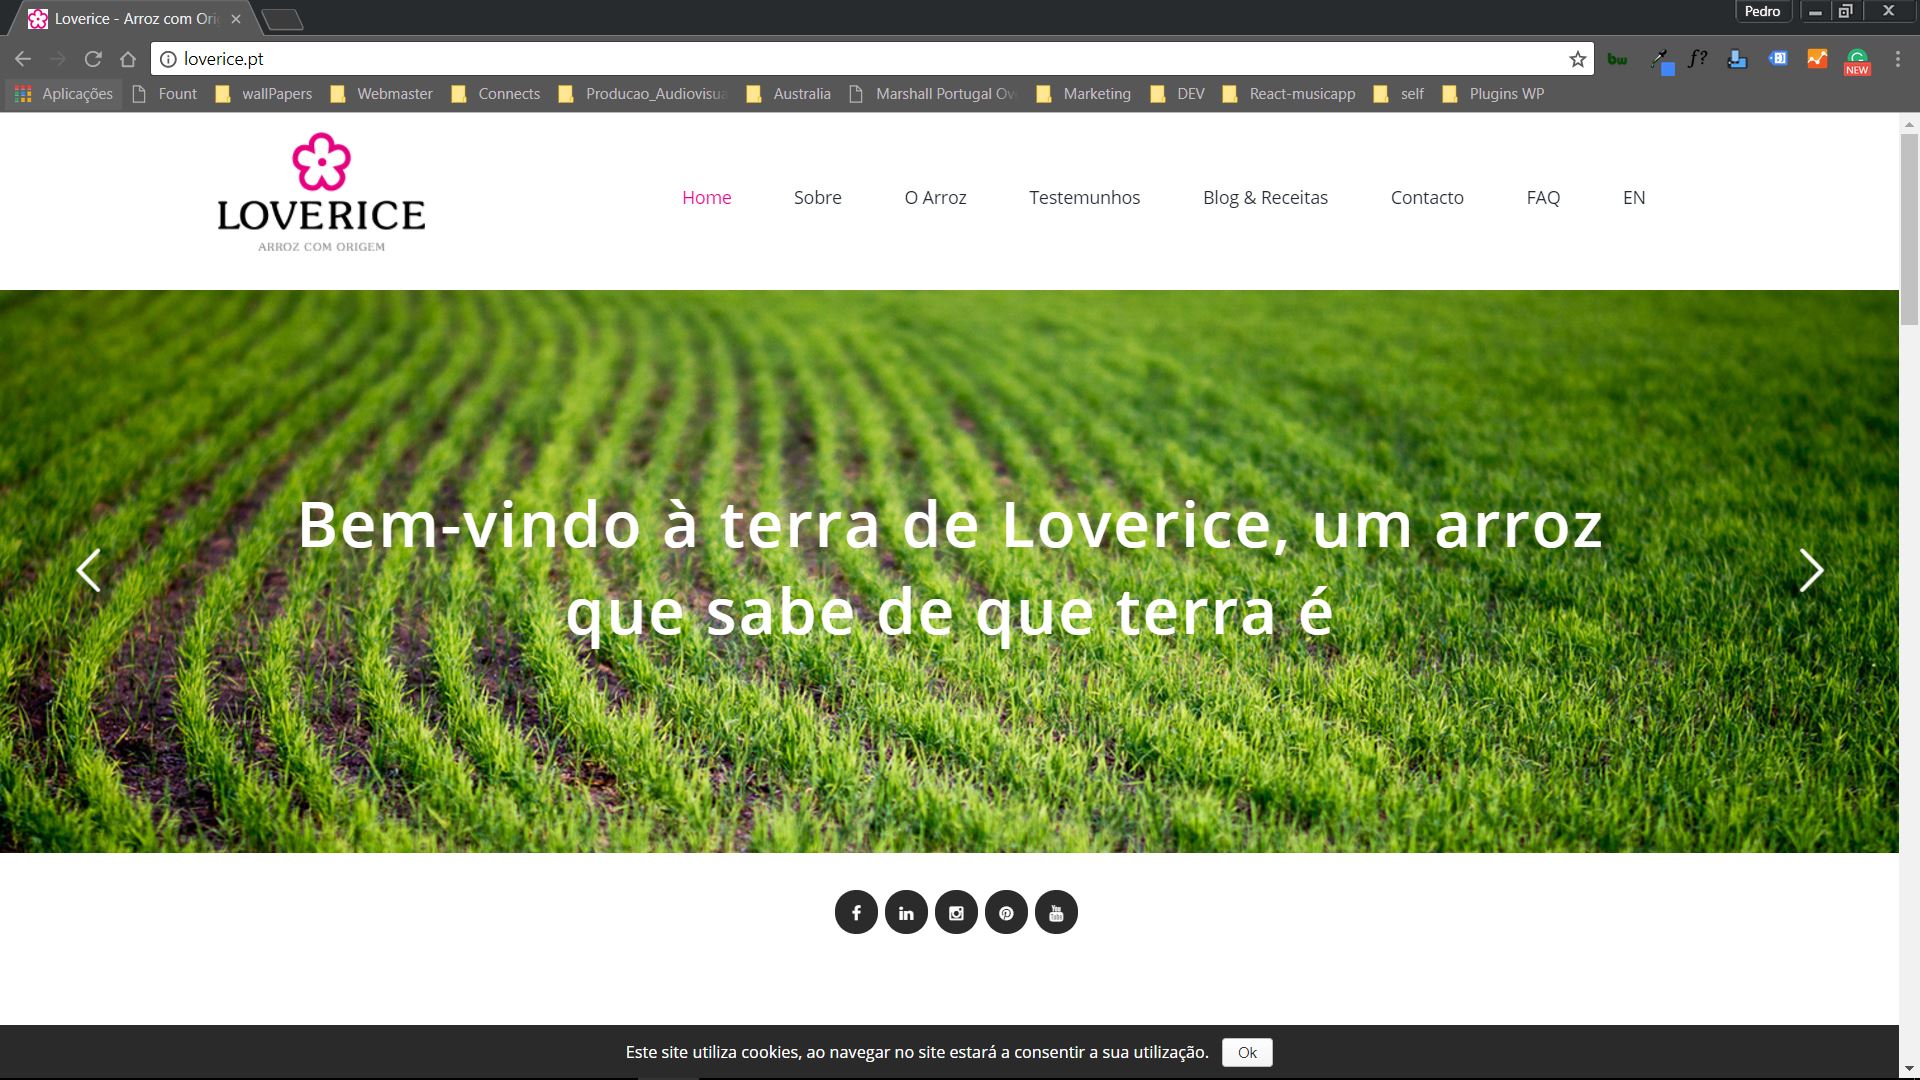 Loverice - Arroz com Ori
Pedro
loverice.pt
bw
f?
NEW
Aplicações
Fount
wallPapers
Webmaster
Connects
Producao_Audiovisua
Australia
Marshall Portugal Ov
Marketing
DEV
React-musicapp
self
Plugins WP
LOVERICE
ARROZ COM ORIGEM
Home
Sobre
O Arroz
Testemunhos
Blog & Receitas
Contacto
FAQ
EN
Bem-vindo à terra de Loverice, um arroz
que sabe de que terra é
You
Tube
Este site utiliza cookies, ao navegar no site estará a consentir a sua utilização.
Ok